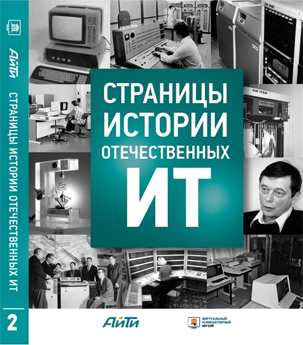 АйТи
СТРАНИЦЫ ИСТОРИИ ОТЕЧЕСТВЕННЫХ ИТ
2
СТРАНИЦЫ
ИСТОРИИ
ОТЕЧЕСТВЕННЫХ
ИТ
АйТи
ВИРТУАЛЬНЫЙ
КОМПЬЮТЕРНЫЙ
МУЗЕЙ